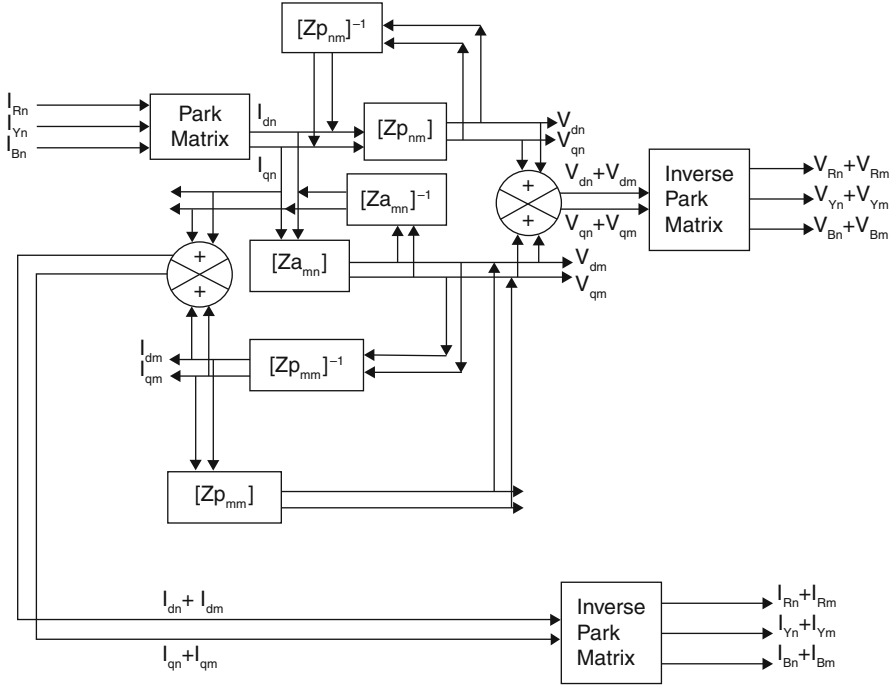 [Zp_nm]^–1
I_Rn
I_Yn
I_Bn
Park
Matrix
I_dn
I_qn
[Zp_nm]
V_dn
V_qn
V_dn+V_dm
V_qn+V_qm
Inverse
Park
Matrix
V_Rn+V_Rm
V_Yn+V_Ym
V_Bn+V_Bm
[Za_mn]^–1
+
+
[Za_mn]
+
+
V_dm
V_qm
I_dm
I_qm
[Zp_mm]^–1
[Zp_mm]
I_dn+ I_dm
I_qn+I_qm
Inverse
Park
Matrix
I_Rn+I_Rm
I_Yn+I_Ym
I_Bn+I_Bm